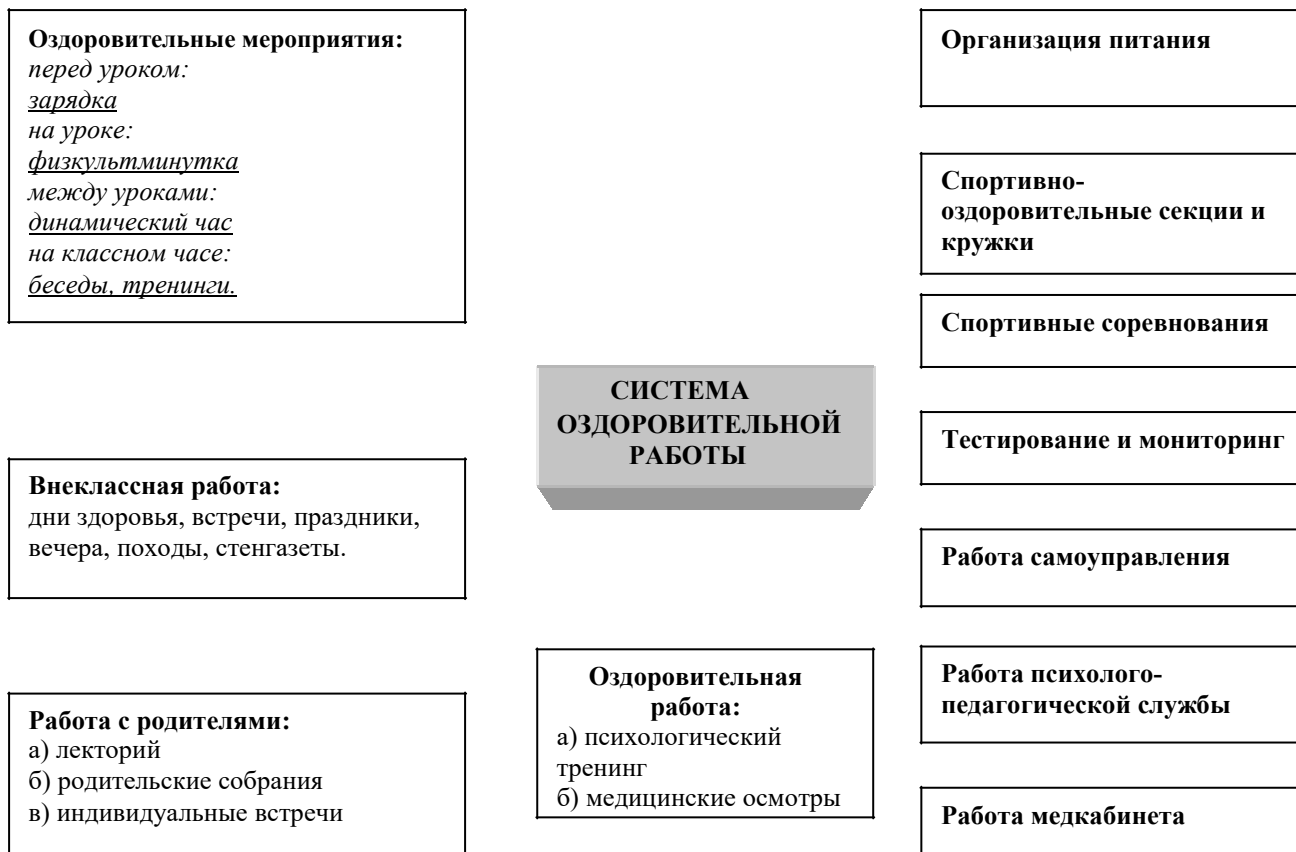 Оздоровительные мероприятия:
перед уроком:
зарядка
на уроке:
физкультминутка
между уроками:
динамический час
на классном часе:
беседы, тренинги.
Внеклассная работа:
дни здоровья, встречи, праздники,
вечера, походы, стенгазеты.
Работа с родителями:
а) лекторий
б) родительские собрания
в) индивидуальные встречи
СИСТЕМА
ОЗДОРОВИТЕЛЬНОЙ
РАБОТЫ
Оздоровительная
работа:
а) психологический
тренинг
б) медицинские осмотры
Организация питания
Спортивно-
оздоровительные секции и
кружки
Спортивные соревнования
Тестирование и мониторинг
Работа самоуправления
Работа психолого-
педагогической службы
Работа медкабинета